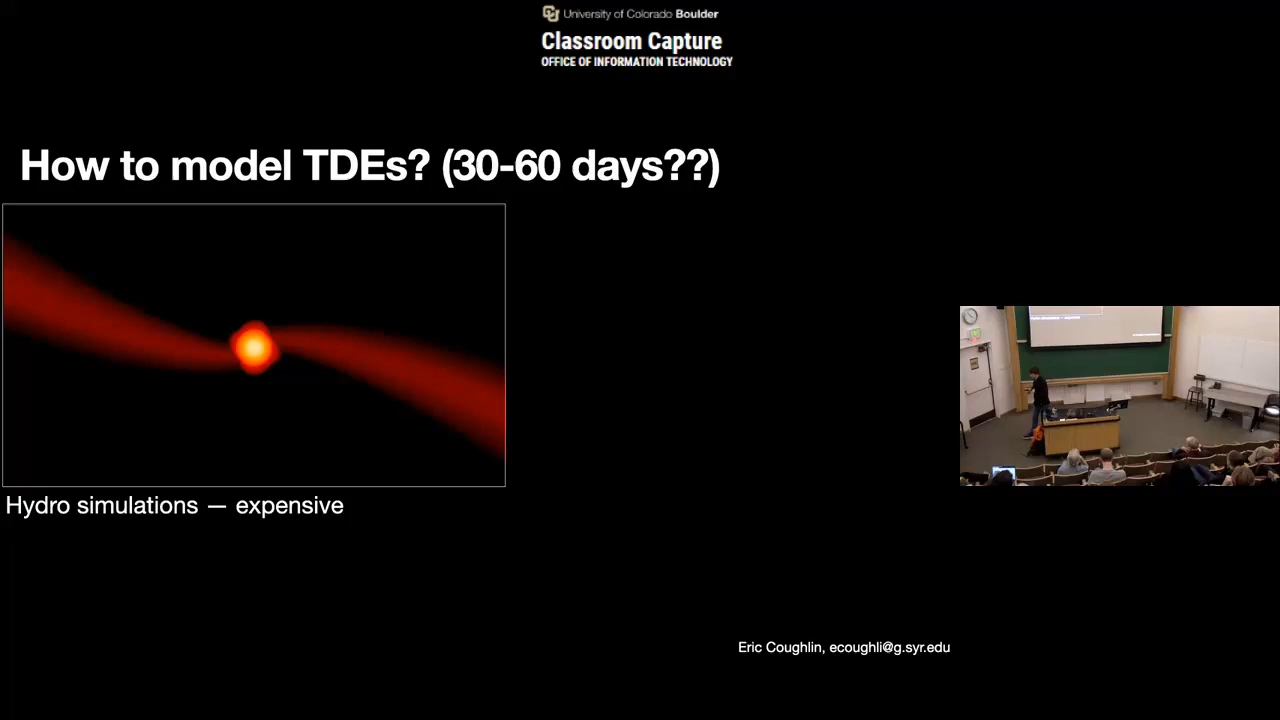 University of Colorado Boulder
Classroom Capture
OFFICE OF INFORMATION TECHNOLOGY
How to model TDEs? (30-60 days??)
Hydro simulations — expensive
Eric Coughlin, ecoughli@g.syr.edu